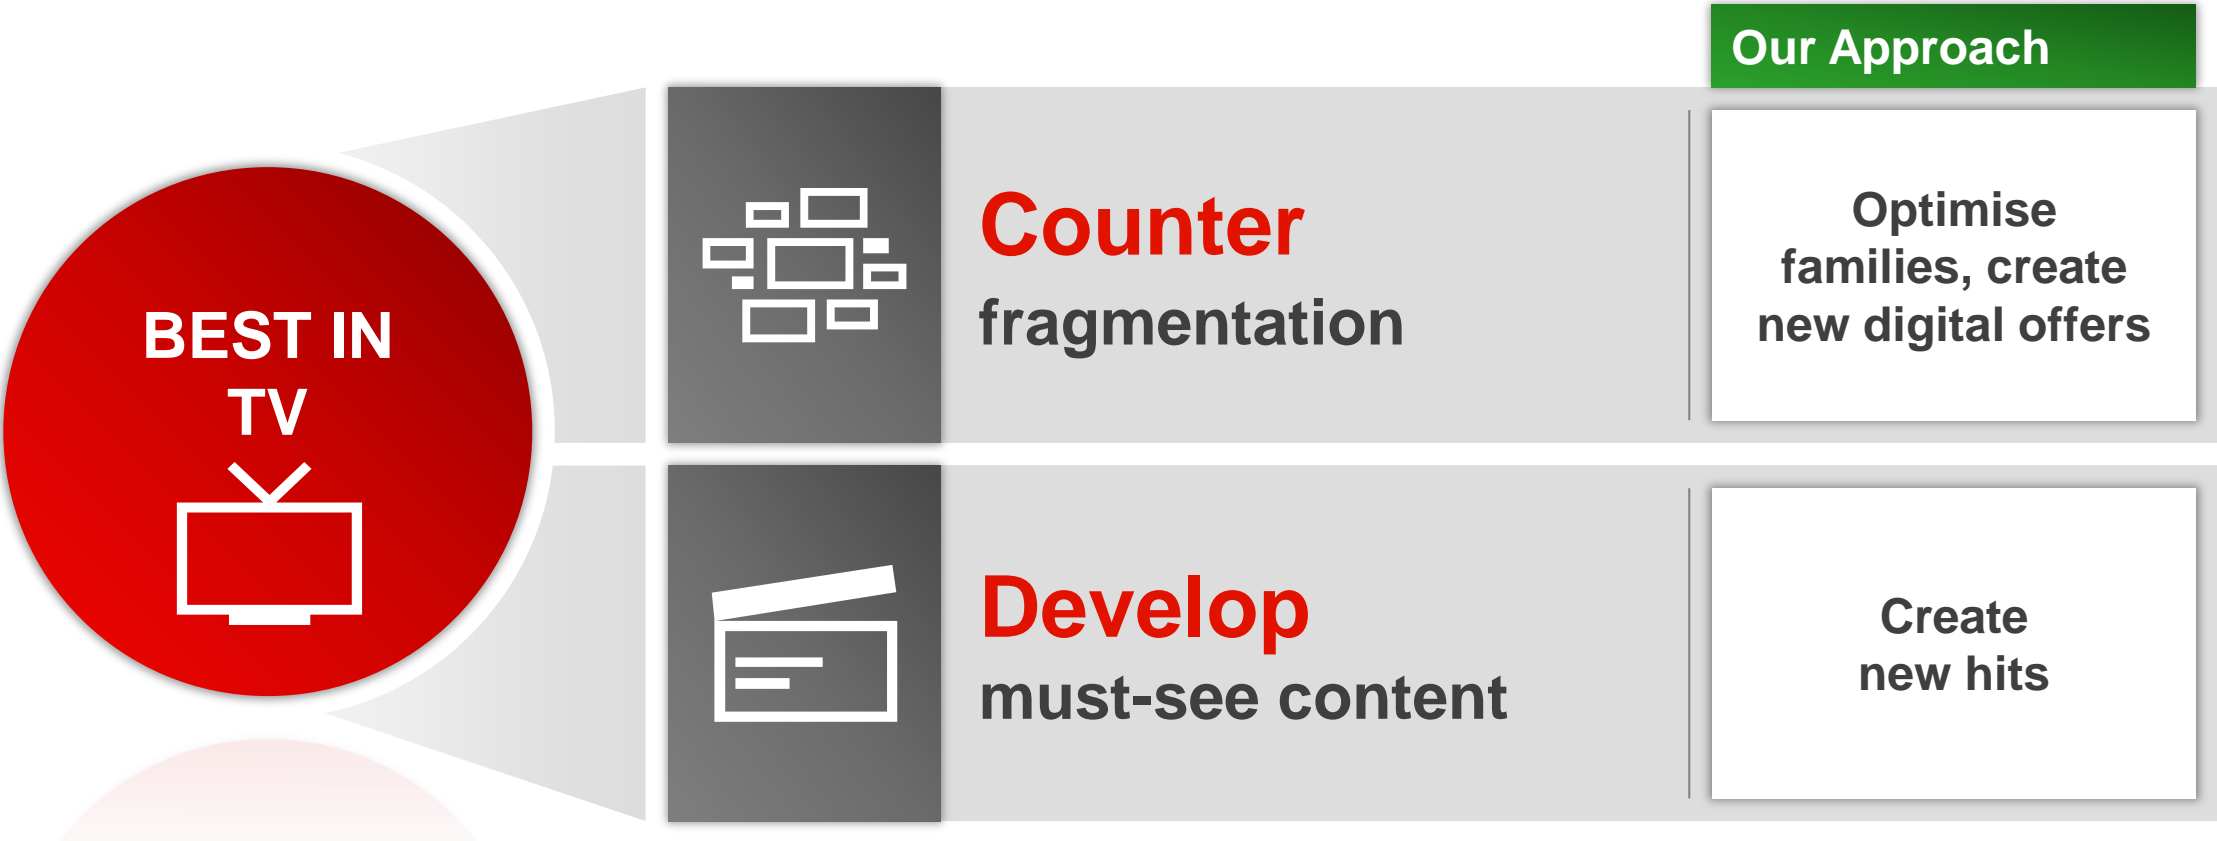 Our Approach
BEST IN
TV
Counter
fragmentation
Optimise
families, create
new digital offers
Develop
must-see content
Create
new hits